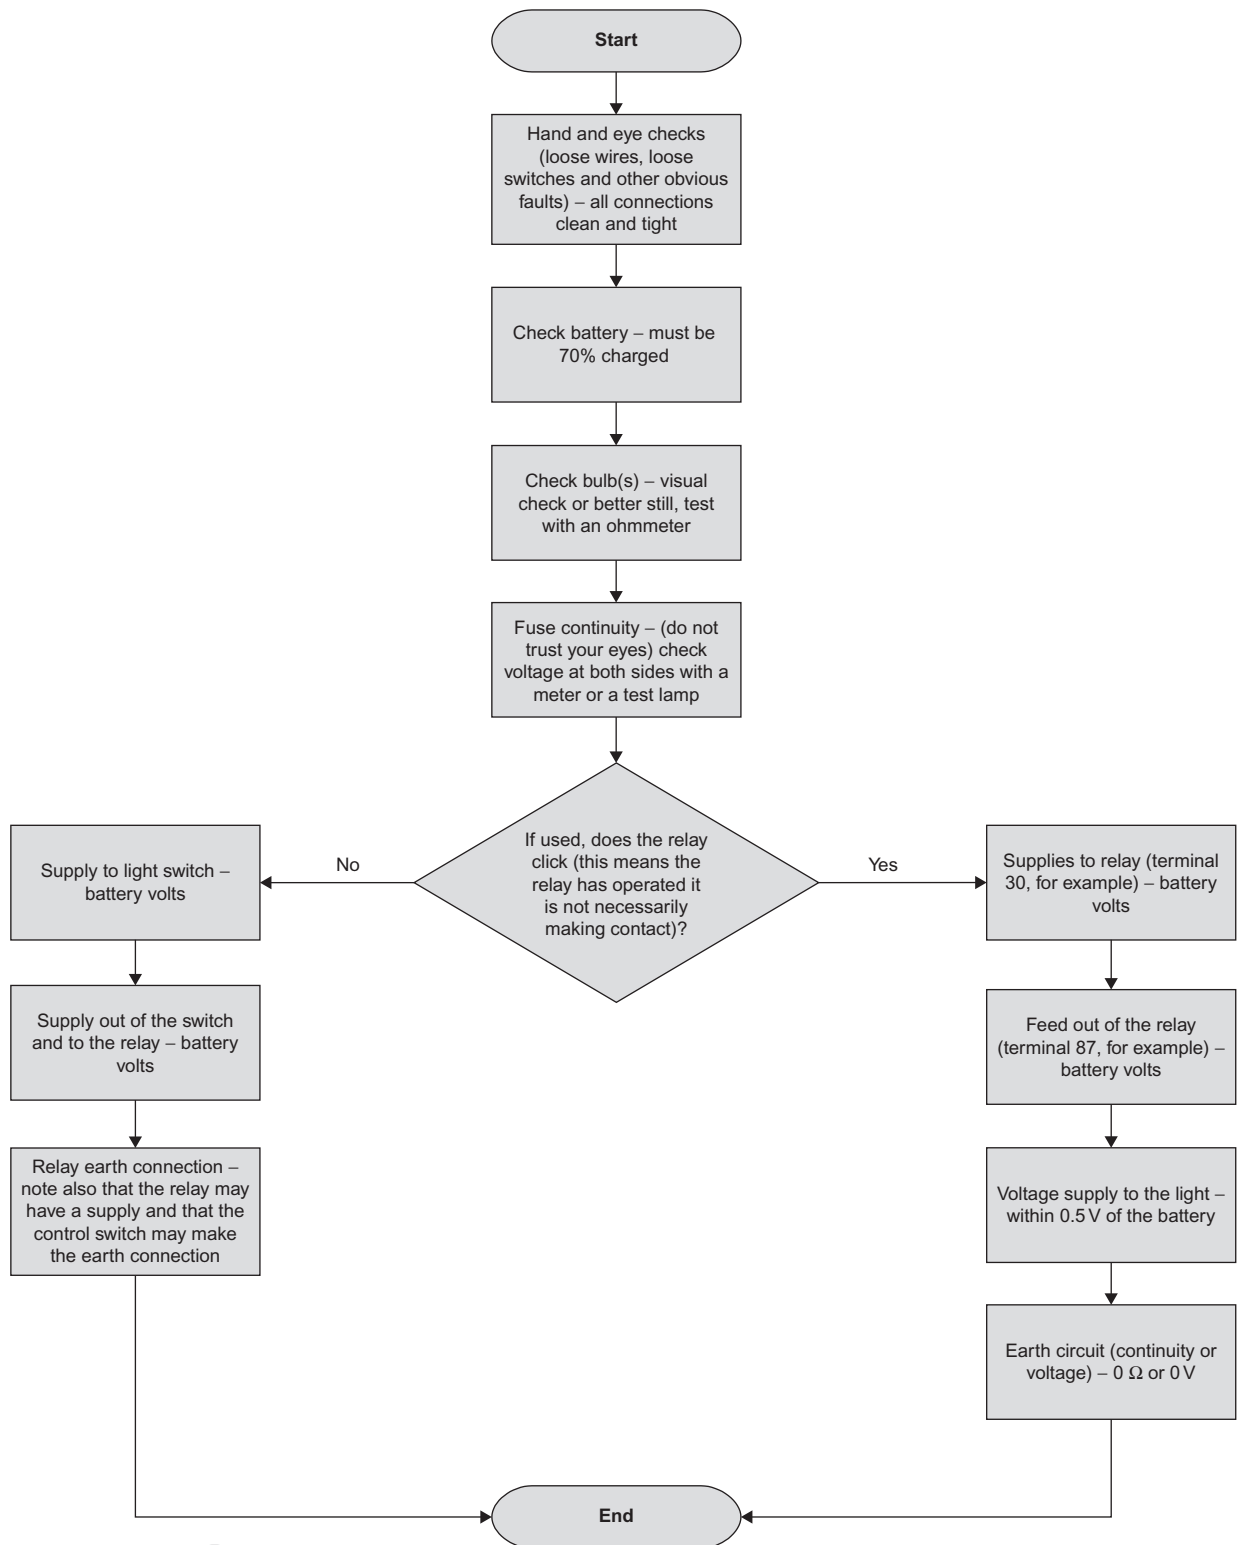 Start
Hand and eye checks
(loose wires, loose
switches and other obvious
faults) – all connections
clean and tight
Check battery – must be
70% charged
Check bulb(s) – visual
check or better still, test
with an ohmmeter
Fuse continuity – (do not
trust your eyes) check
voltage at both sides with a
meter or a test lamp
If used, does the relay
click (this means the
relay has operated it
is not necessarily
making contact)?
No
Supply to light switch –
battery volts
Supply out of the switch
and to the relay – battery
volts
Relay earth connection –
note also that the relay may
have a supply and that the
control switch may make
the earth connection
Yes
Supplies to relay (terminal
30, for example) – battery
volts
Feed out of the relay
(terminal 87, for example) –
battery volts
Voltage supply to the light –
within 0.5 V of the battery
Earth circuit (continuity or
voltage) – 0 Ω or 0 V
End